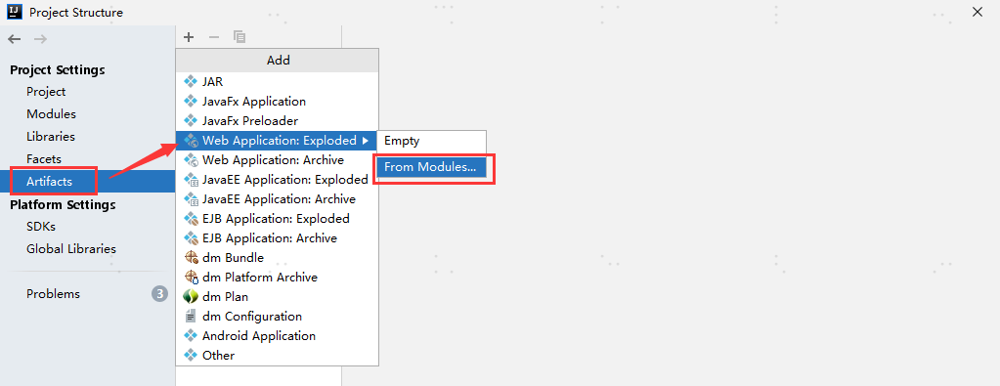 IJ Project Structure
Project Settings
Project
Modules
Libraries
Facets
Artifacts
Platform Settings
SDKs
Global Libraries
Problems 3
Add
JAR
JavaFx Application
JavaFx Preloader
Web Application: Exploded
Web Application: Archive
JavaEE Application: Exploded
JavaEE Application: Archive
EJB Application: Exploded
EJB Application: Archive
dm Bundle
dm Platform Archive
dm Plan
dm Configuration
Android Application
Other
Empty
From Modules...